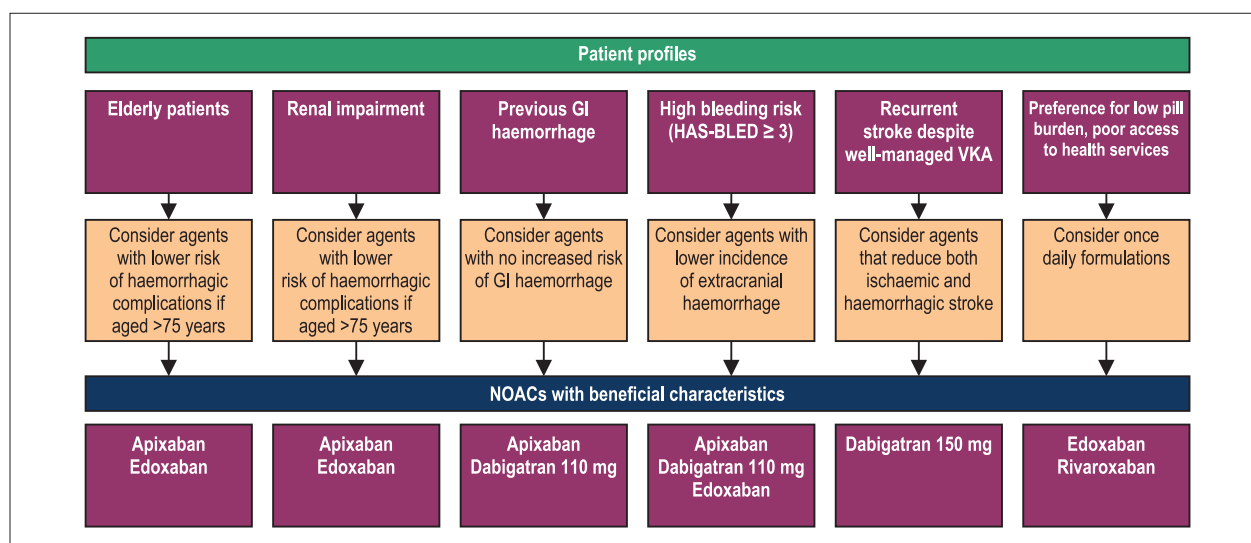 Patient profiles
Elderly patients
Renal impairment
Previous GI
haemorrhage
High bleeding risk
(HAS-BLED ≥ 3)
Recurrent
stroke despite
well-managed VKA
Preference for low pill
burden, poor access
to health services
Consider agents
with lower risk
of haemorrhagic
complications if
aged >75 years
Consider agents
with lower
risk of haemorrhagic
complications if
aged >75 years
Consider agents
with no increased risk
of GI haemorrhage
Consider agents with
lower incidence
of extracranial
haemorrhage
Consider agents
that reduce both
ischaemic and
haemorrhagic stroke
Consider once
daily formulations
NOACs with beneficial characteristics
Apixaban
Edoxaban
Apixaban
Edoxaban
Apixaban
Dabigatran 110 mg
Apixaban
Dabigatran 110 mg
Edoxaban
Dabigatran 150 mg
Edoxaban
Rivaroxaban